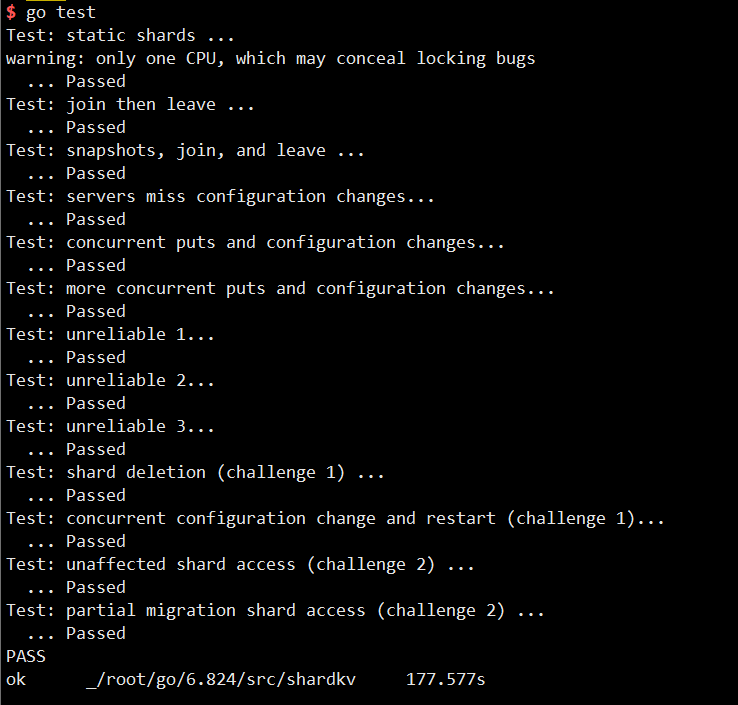 $ go test
Test: static shards ...
warning: only one CPU, which may conceal locking bugs
  ... Passed
Test: join then leave ...
  ... Passed
Test: snapshots, join, and leave ...
  ... Passed
Test: servers miss configuration changes...
  ... Passed
Test: concurrent puts and configuration changes...
  ... Passed
Test: more concurrent puts and configuration changes...
  ... Passed
Test: unreliable 1...
  ... Passed
Test: unreliable 2...
  ... Passed
Test: unreliable 3...
  ... Passed
Test: shard deletion (challenge 1) ...
  ... Passed
Test: concurrent configuration change and restart (challenge 1)...
  ... Passed
Test: unaffected shard access (challenge 2) ...
  ... Passed
Test: partial migration shard access (challenge 2) ...
  ... Passed
PASS
ok      _/root/go/6.824/src/shardkv     177.577s